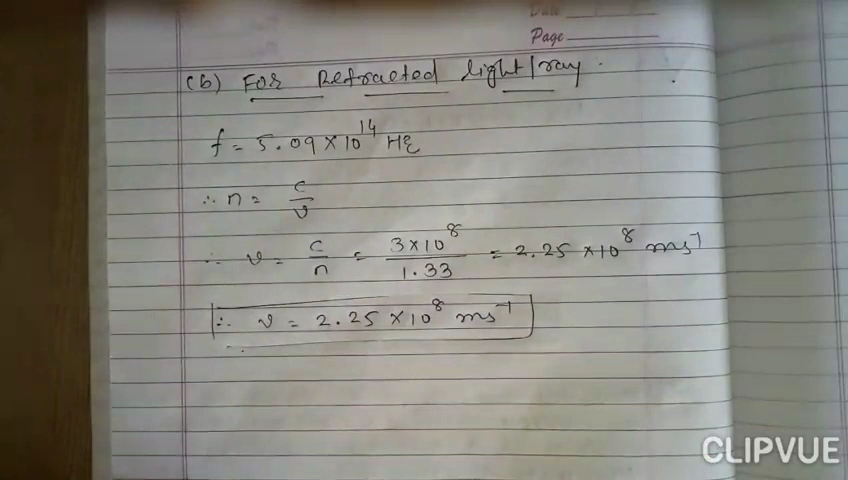 Date
Page
(b) For Refracted light/ray.
f = 5.09 × 10¹⁴ Hz
∴ n = c/v
∴ v = c/n = 3×10⁸/1.33 = 2.25 × 10⁸ ms⁻¹
∴ v = 2.25 × 10⁸ ms⁻¹
CLIPVUE